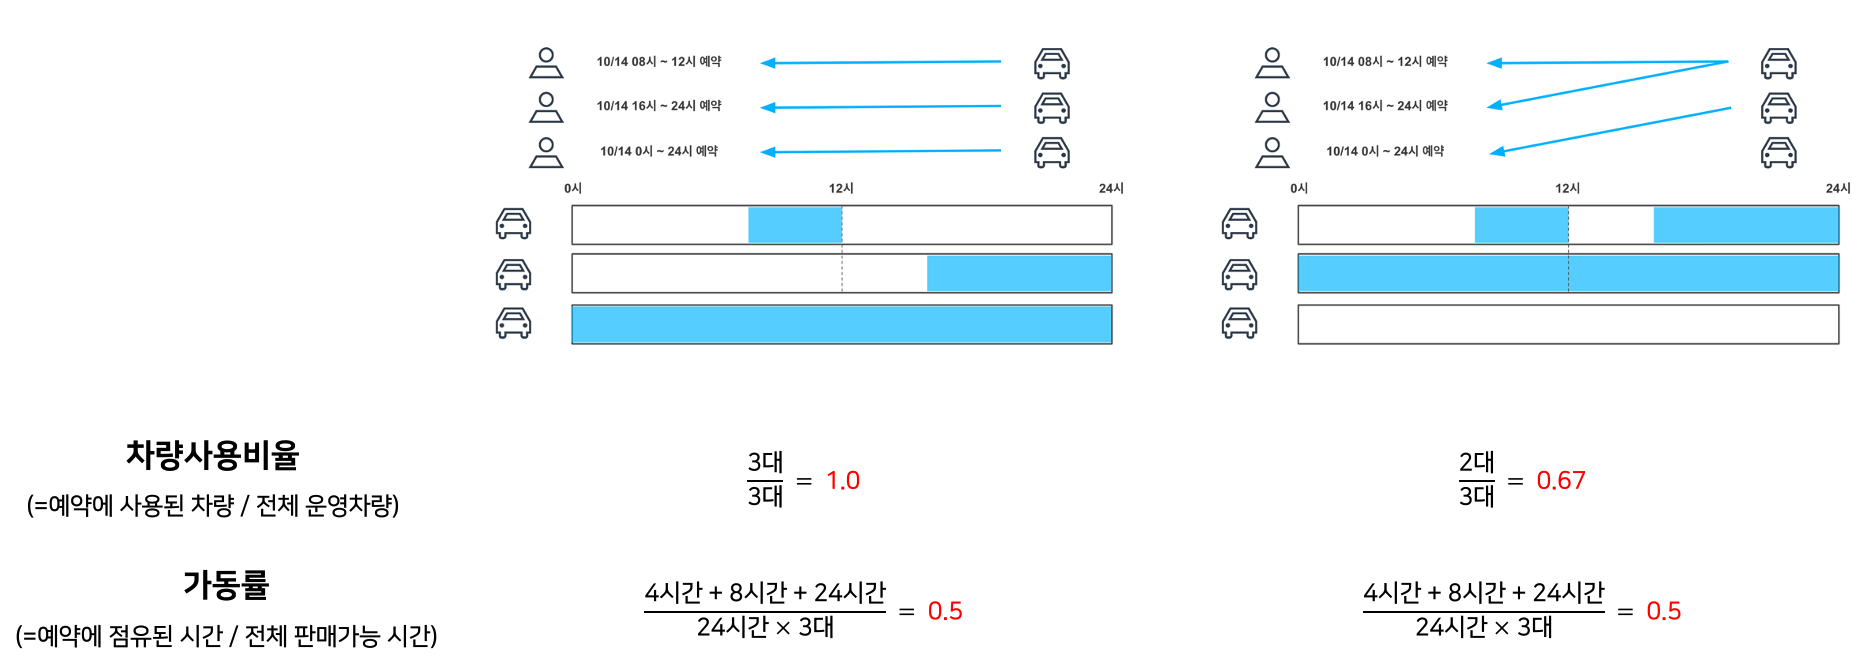 10/14 08시 ~ 12시 예약
10/14 16시 ~ 24시 예약
10/14 0시 ~ 24시 예약
0시 12시 24시
10/14 08시 ~ 12시 예약
10/14 16시 ~ 24시 예약
10/14 0시 ~ 24시 예약
0시 12시 24시
차량사용비율
(=예약에 사용된 차량 / 전체 운영차량)
3대
3대
= 1.0
2대
3대
= 0.67
가동률
(=예약에 점유된 시간 / 전체 판매가능 시간)
4시간 + 8시간 + 24시간
24시간 × 3대
= 0.5
4시간 + 8시간 + 24시간
24시간 × 3대
= 0.5